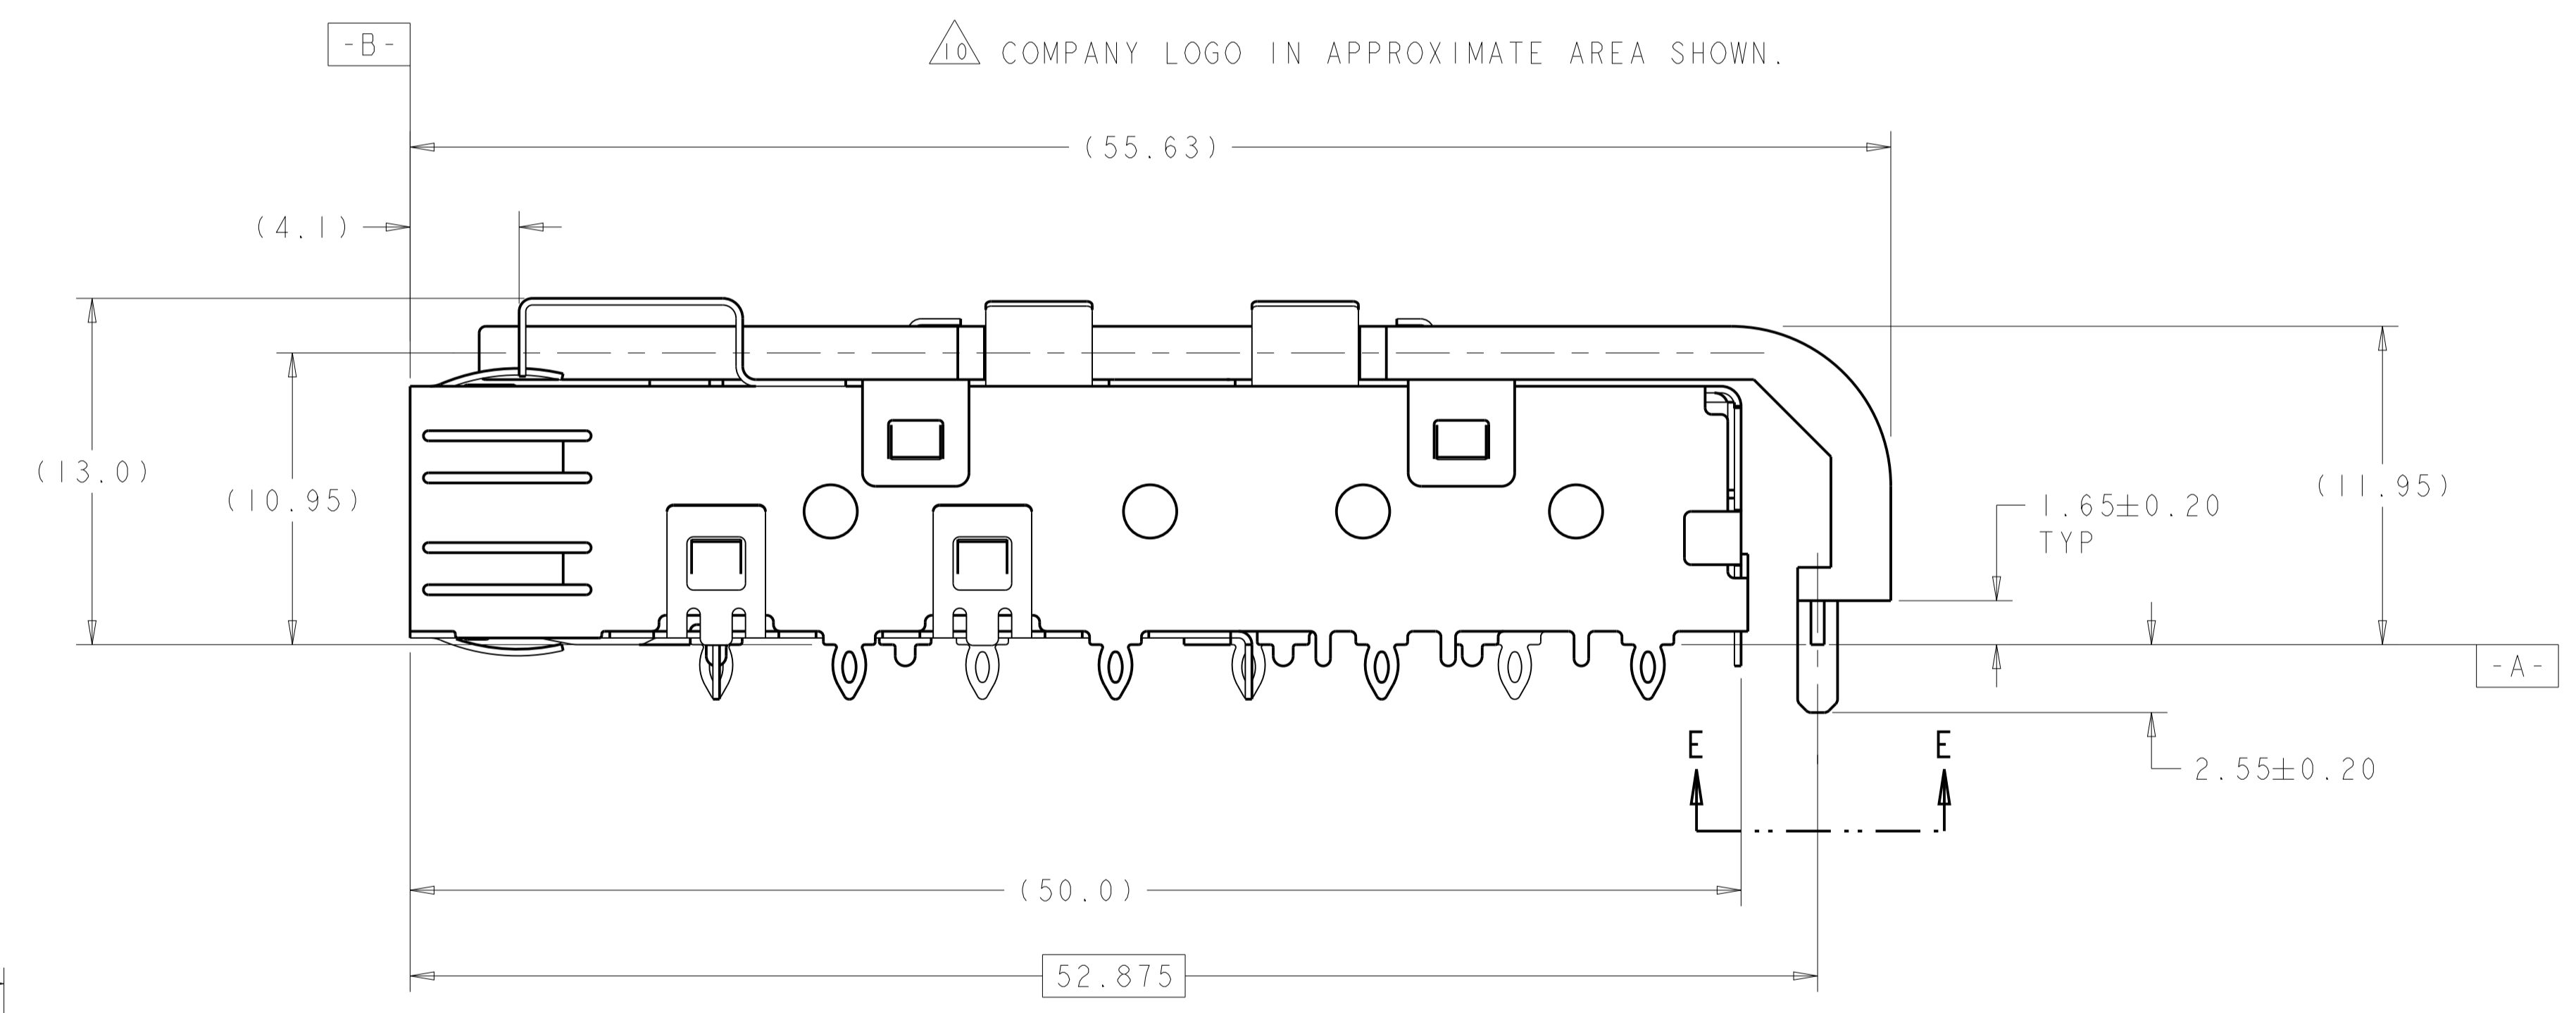 -B-
10 COMPANY LOGO IN APPROXIMATE AREA SHOWN.
(55.63)
(4.1)
(13.0)
(10.95)
(11.95)
1.65±0.20
TYP
-A-
E E
2.55±0.20
(50.0)
52.875